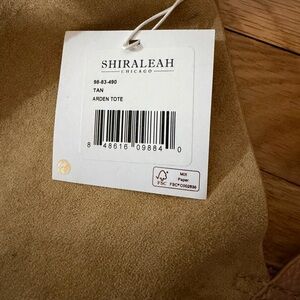 SHIRALEAH
CHICAGO
98-83-490
TAN
ARDEN TOTE
8 48616 09884 0
FSC
MIX
Paper